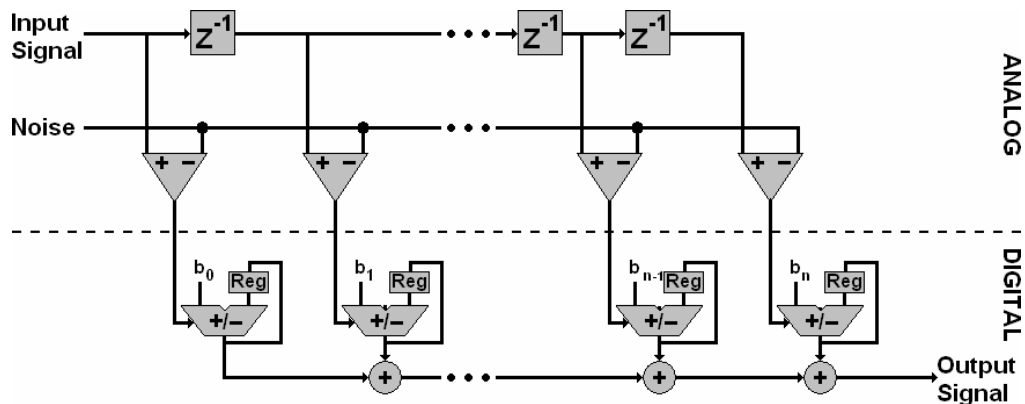 Input
Signal
Z-1
Z-1
Z-1
ANALOG
Noise
+ −
+ −
+ −
+ −
b0
Reg
b1
Reg
bn-1
Reg
bn
Reg
DIGITAL
+/−
+/−
+/−
+/−
+
+
+
Output
Signal